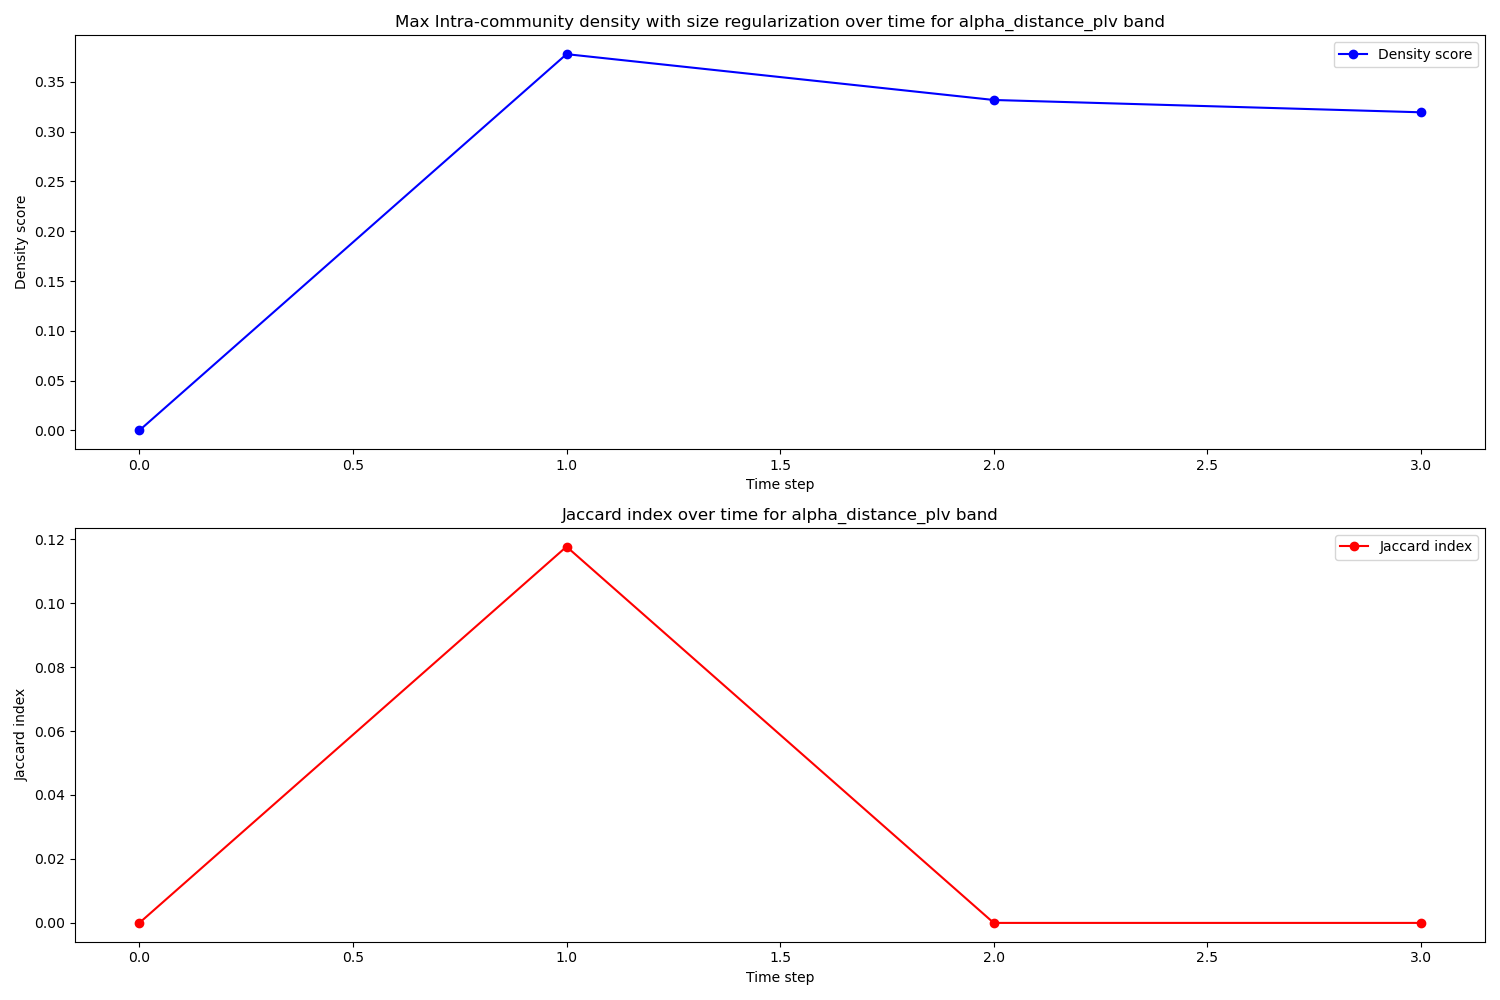 Max Intra-community density with size regularization over time for alpha_distance_plv band
Density score
Density score
0.35
0.30
0.25
0.20
0.15
0.10
0.05
0.00
0.0 0.5 1.0 1.5 2.0 2.5 3.0
Time step
Jaccard index over time for alpha_distance_plv band
Jaccard index
Jaccard index
0.12
0.10
0.08
0.06
0.04
0.02
0.00
0.0 0.5 1.0 1.5 2.0 2.5 3.0
Time step